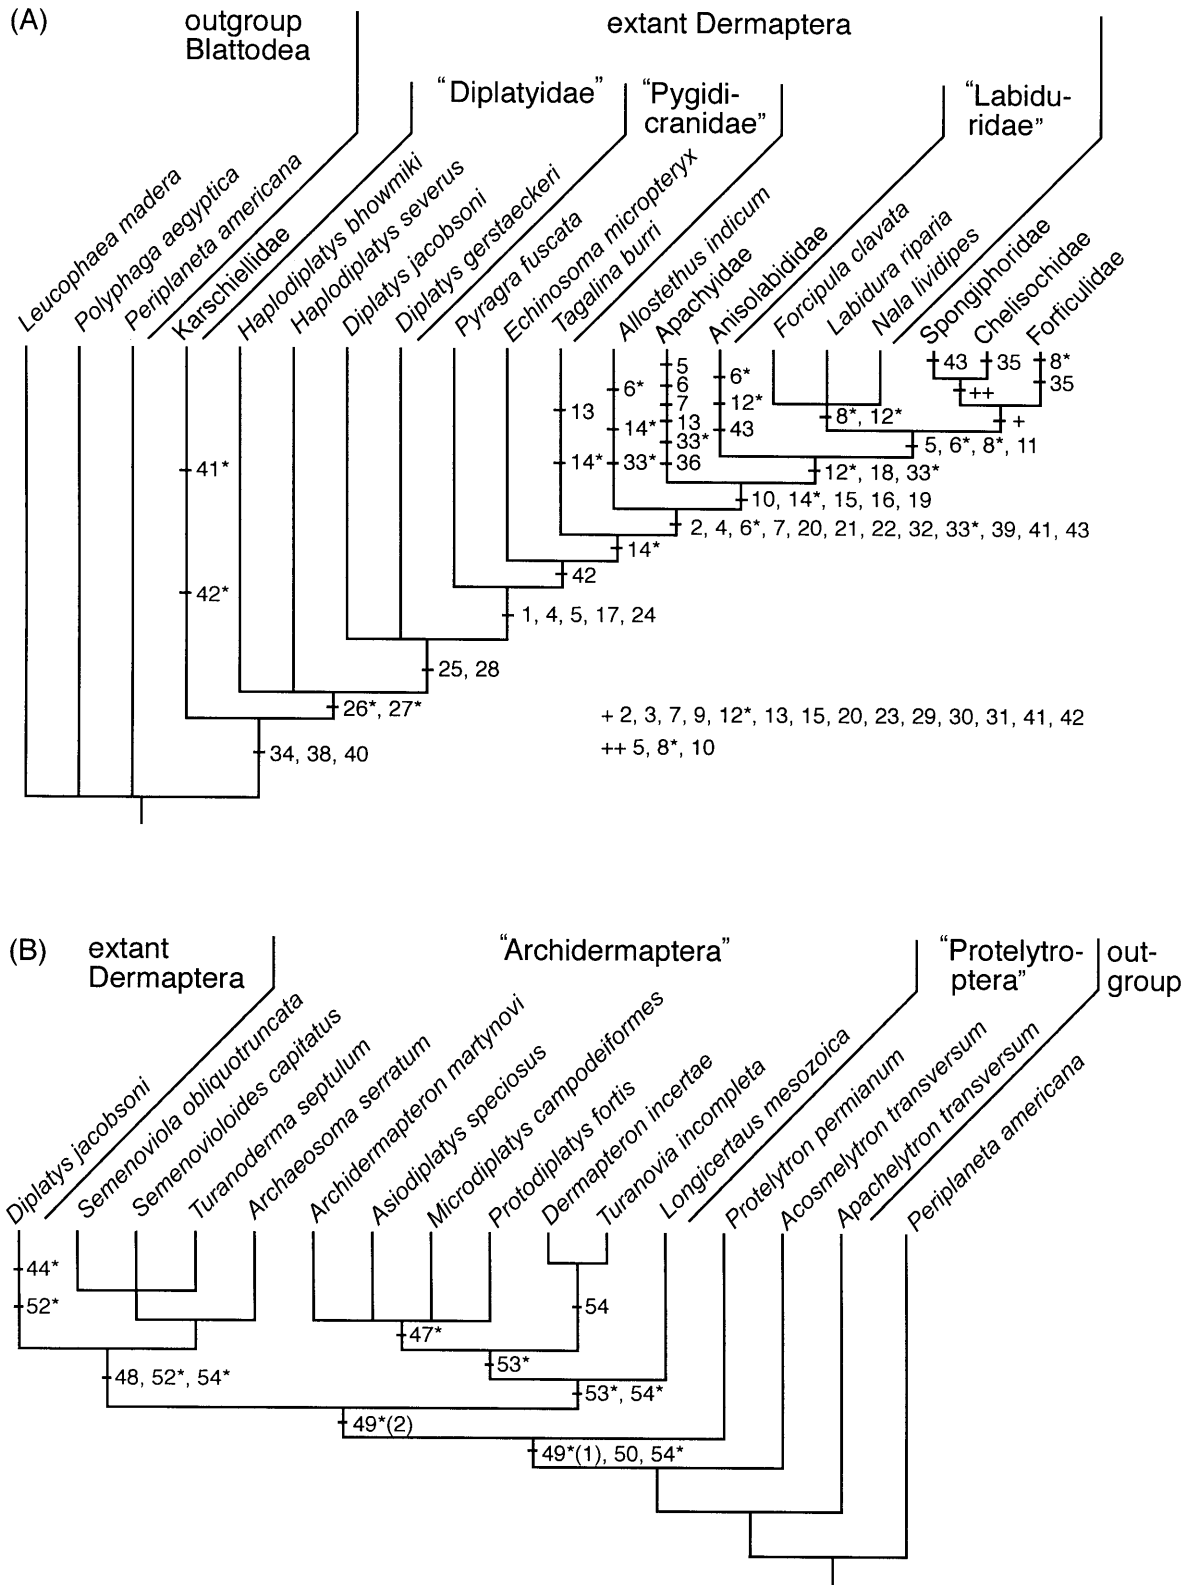 (A)
outgroup
Blattodea
extant Dermaptera
“Diplatyidae”
“Pygidi-
cranidae”
“Labidu-
ridae”
Leucophaea madera
Polyphaga aegyptica
Periplaneta americana
Karschiellidae
Haplodiplatys bhowmiki
Haplodiplatys severus
Diplatys jacobsoni
Diplatys gerstaeckeri
Pyragra fuscata
Echinosoma micropteryx
Tagalina burri
Allostethus indicum
Apachyidae
Anisolabididae
Forcipula clavata
Labidura riparia
Nala lividipes
Spongiphoridae
Chelisochidae
Forficulidae
43
35
8*
35
++
+
5
6
7
13
33*
36
6*
14*
33*
6*
12*
43
13
14*
8*, 12*
5, 6*, 8*, 11
12*, 18, 33*
10, 14*, 15, 16, 19
2, 4, 6*, 7, 20, 21, 22, 32, 33*, 39, 41, 43
14*
42
41*
42*
1, 4, 5, 17, 24
25, 28
26*, 27*
34, 38, 40
+ 2, 3, 7, 9, 12*, 13, 15, 20, 23, 29, 30, 31, 41, 42
++ 5, 8*, 10
(B)
extant
Dermaptera
“Archidermaptera”
“Protelytro-
ptera”
out-
group
Diplatys jacobsoni
Semenoviola obliquotruncata
Semenovioloides capitatus
Turanoderma septulum
Archaeosoma serratum
Archidermapteron martynovi
Asiodiplatys speciosus
Microdiplatys campodeiformes
Protodiplatys fortis
Dermapteron incertae
Turanovia incompleta
Longicertaus mesozoica
Protelytron permianum
Acosmelytron transversum
Apachelytron transversum
Periplaneta americana
44*
52*
54
47*
53*
48, 52*, 54*
53*, 54*
49*(2)
49*(1), 50, 54*